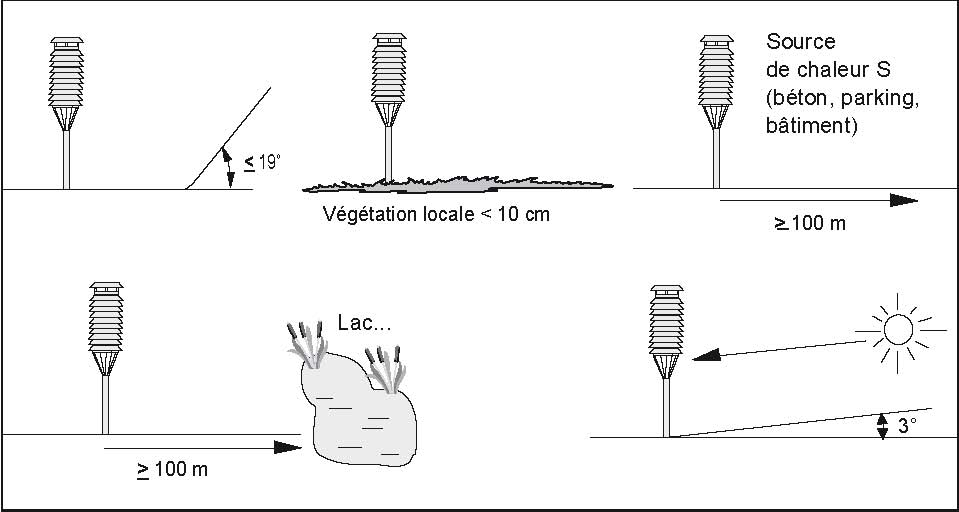 ≤ 19°
Végétation locale < 10 cm
Source
de chaleur S
(béton, parking,
bâtiment)
≥ 100 m
Lac...
≥ 100 m
3°